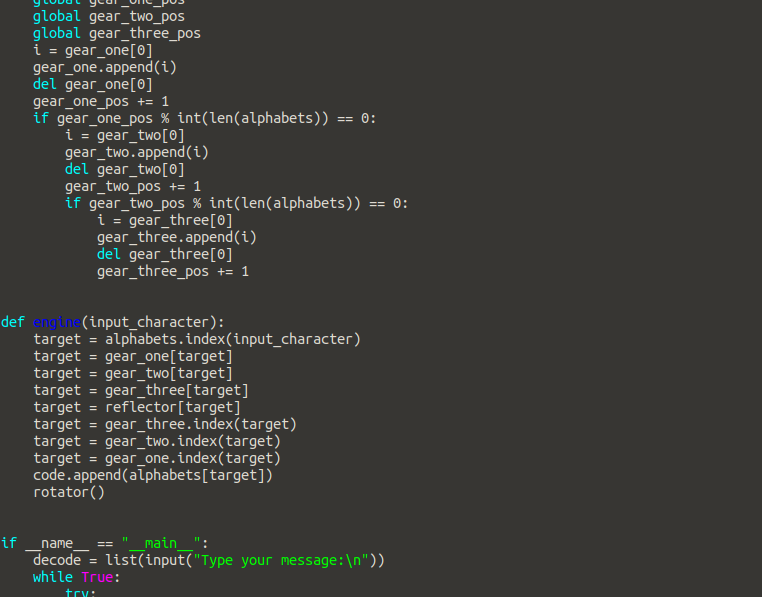 global gear_one_pos
    global gear_two_pos
    global gear_three_pos
    i = gear_one[0]
    gear_one.append(i)
    del gear_one[0]
    gear_one_pos += 1
    if gear_one_pos % int(len(alphabets)) == 0:
        i = gear_two[0]
        gear_two.append(i)
        del gear_two[0]
        gear_two_pos += 1
        if gear_two_pos % int(len(alphabets)) == 0:
            i = gear_three[0]
            gear_three.append(i)
            del gear_three[0]
            gear_three_pos += 1


def engine(input_character):
    target = alphabets.index(input_character)
    target = gear_one[target]
    target = gear_two[target]
    target = gear_three[target]
    target = reflector[target]
    target = gear_three.index(target)
    target = gear_two.index(target)
    target = gear_one.index(target)
    code.append(alphabets[target])
    rotator()


if __name__ == "__main__":
    decode = list(input("Type your message:\n"))
    while True:
        try: